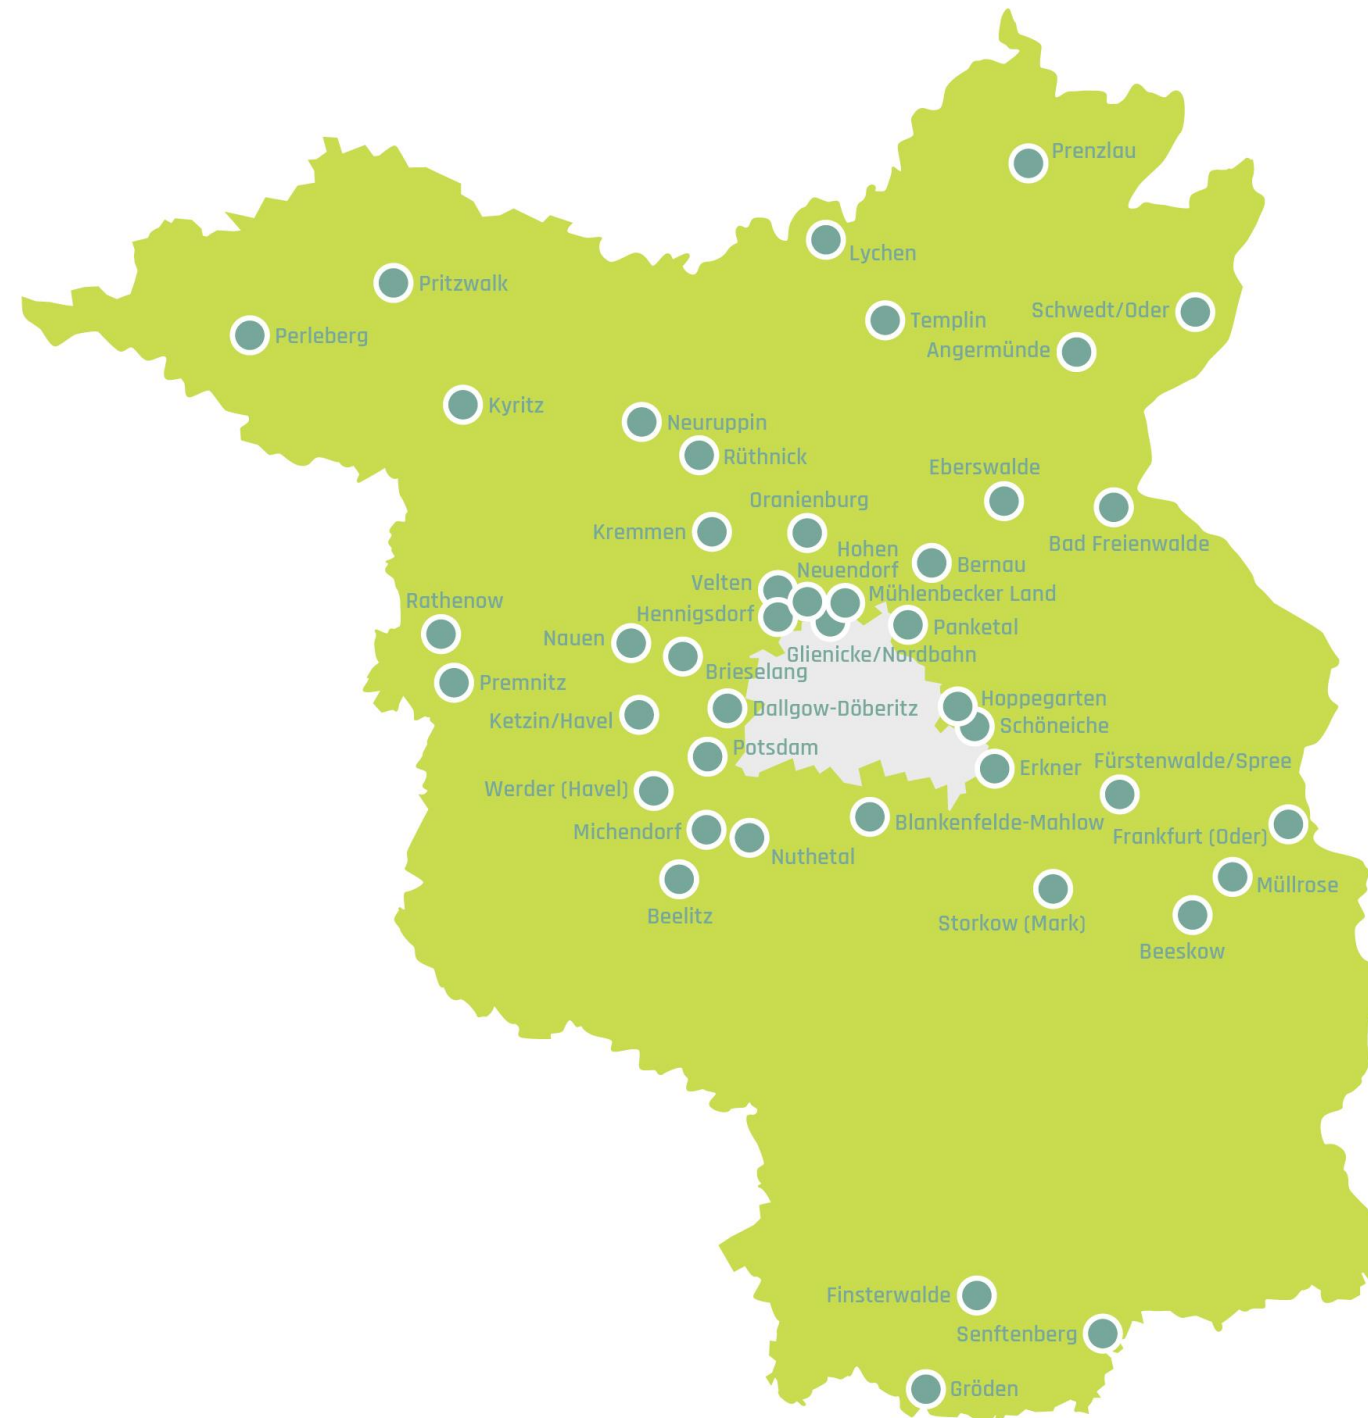 Prenzlau
Lychen
Pritzwalk
Schwedt/Oder
Templin
Perleberg
Angermünde
Kyritz
Neuruppin
Rüthnick
Eberswalde
Oranienburg
Kremmen
Bad Freienwalde
Hohen
Neuendorf
Bernau
Velten
Mühlenbecker Land
Rathenow
Hennigsdorf
Panketal
Nauen
Glienicke/Nordbahn
Brieselang
Premnitz
Hoppegarten
Dallgow-Döberitz
Ketzin/Havel
Schöneiche
Potsdam
Fürstenwalde/Spree
Erkner
Werder (Havel)
Blankenfelde-Mahlow
Michendorf
Frankfurt (Oder)
Nuthetal
Müllrose
Beelitz
Storkow (Mark)
Beeskow
Finsterwalde
Senftenberg
Gröden